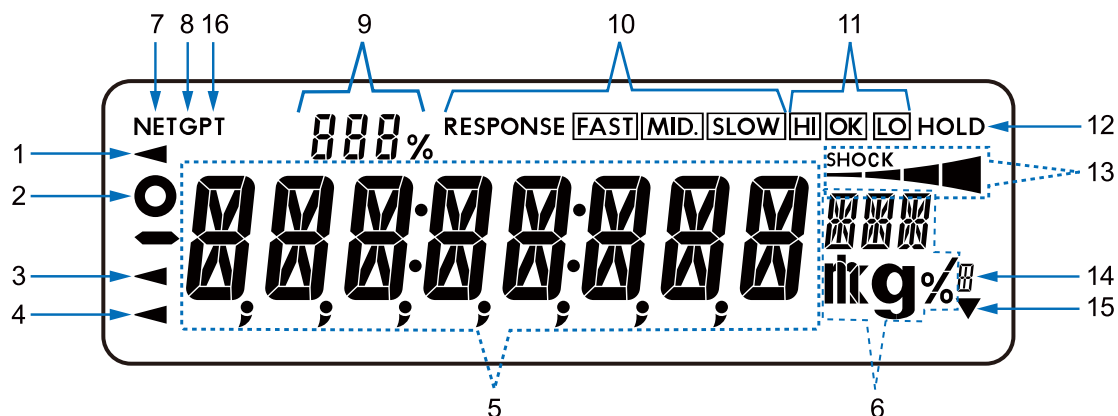 7 8 16 9 10 11
NETGPT 888% RESPONSE FAST MID. SLOW HI OK LO HOLD 12
1 SHOCK 13
2
3 kg% 14
4 15
5 6